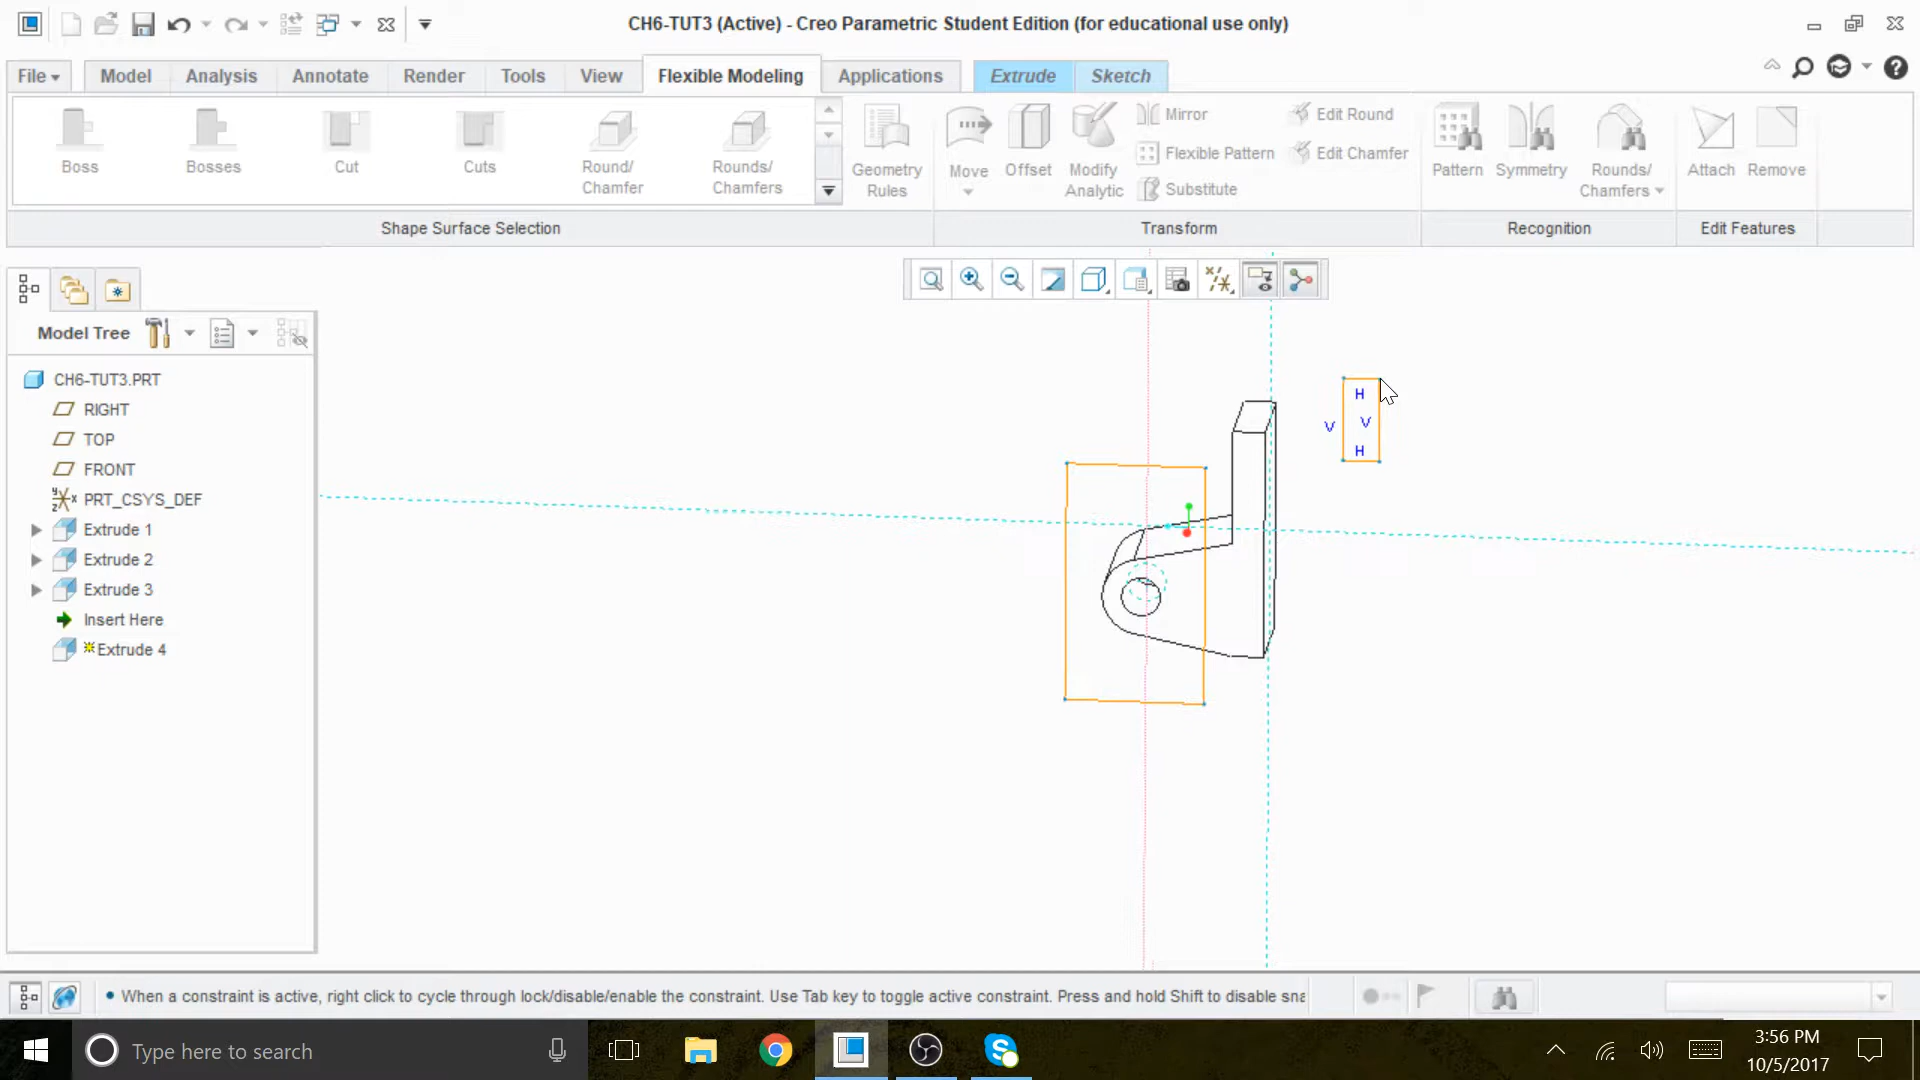 CH6-TUT3 (Active) - Creo Parametric Student Edition (for educational use only)
File
Model
Analysis
Annotate
Render
Tools
View
Flexible Modeling
Applications
Extrude
Sketch
Boss
Bosses
Cut
Cuts
Round/
Chamfer
Rounds/
Chamfers
Geometry
Rules
Move
Offset
Modify
Analytic
Mirror
Flexible Pattern
Substitute
Edit Round
Edit Chamfer
Pattern
Symmetry
Rounds/
Chamfers
Attach
Remove
Shape Surface Selection
Transform
Recognition
Edit Features
Model Tree
CH6-TUT3.PRT
RIGHT
TOP
FRONT
PRT_CSYS_DEF
Extrude 1
Extrude 2
Extrude 3
Insert Here
Extrude 4
H
V
V
H
• When a constraint is active, right click to cycle through lock/disable/enable the constraint. Use Tab key to toggle active constraint. Press and hold Shift to disable sna
Type here to search
3:56 PM
10/5/2017